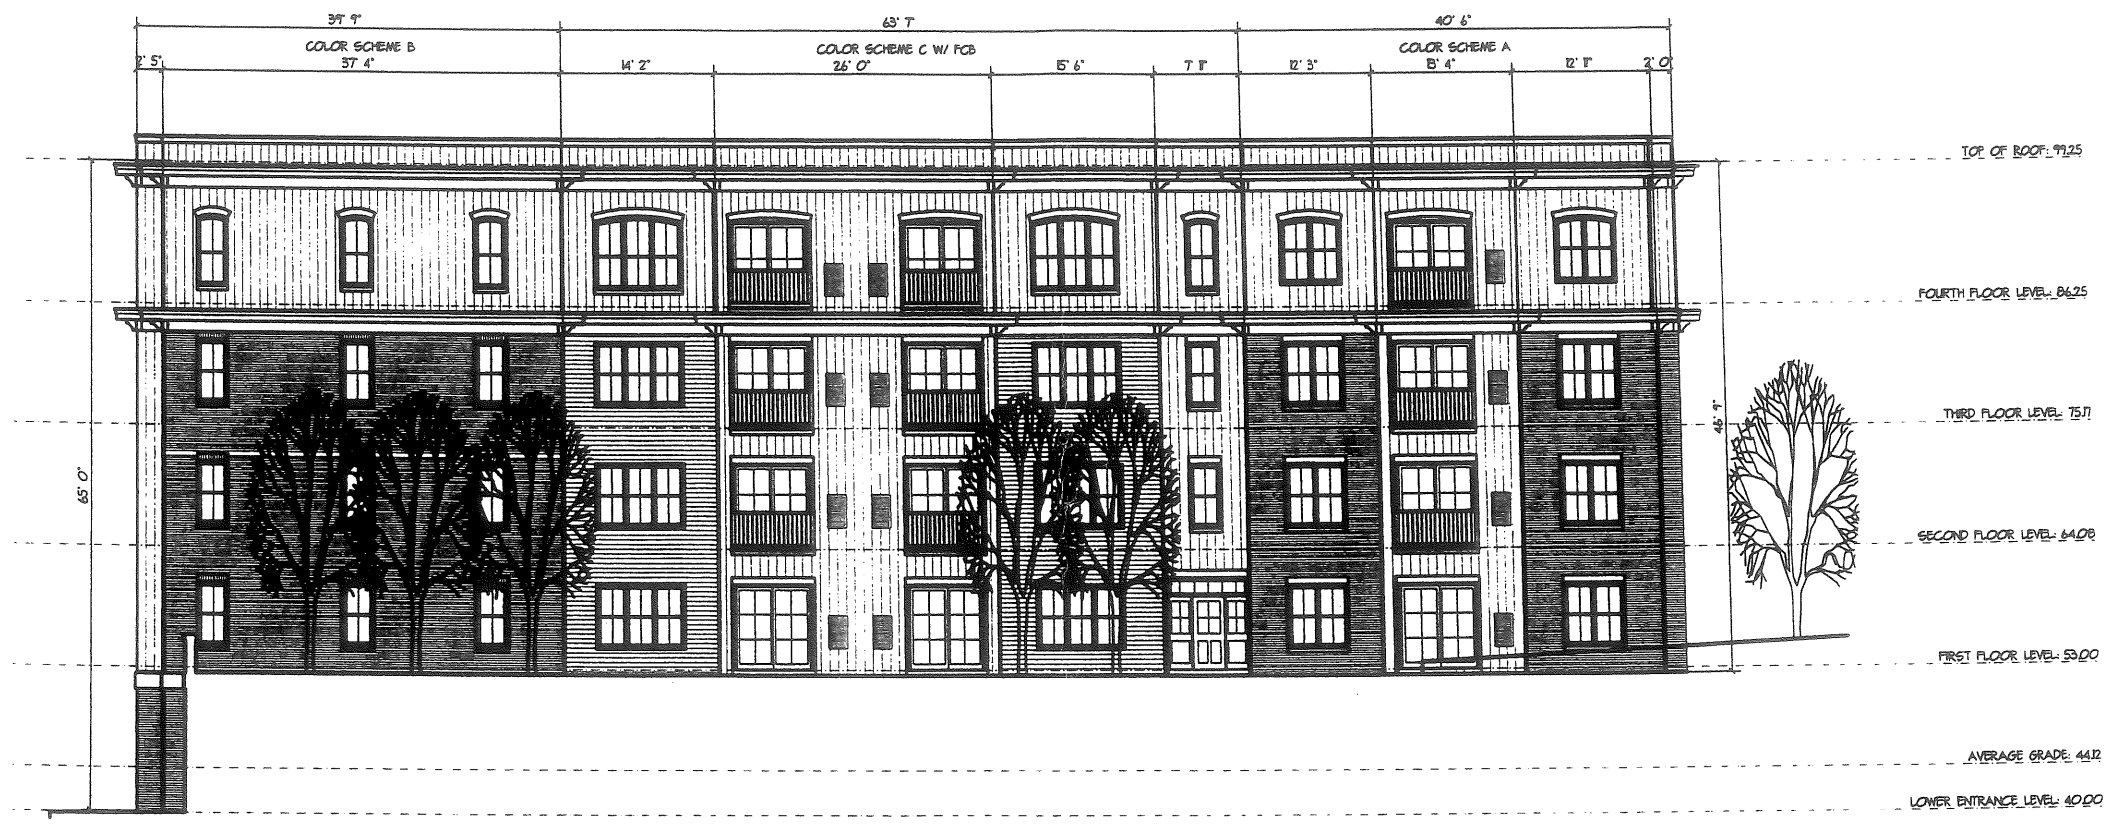 39' 9" 63' 7" 40' 6"
COLOR SCHEME B COLOR SCHEME C W/ FCB COLOR SCHEME A
2' 5" 37' 4" 14' 2" 26' 0" 15' 6" 7' 11" 12' 3" 13' 4" 12' 11" 2' 0"
TOP OF ROOF: 99.25
FOURTH FLOOR LEVEL: 86.25
THIRD FLOOR LEVEL: 75.17
46' 9"
65' 0"
SECOND FLOOR LEVEL: 64.08
FIRST FLOOR LEVEL: 53.00
AVERAGE GRADE: 44.12
LOWER ENTRANCE LEVEL: 40.00